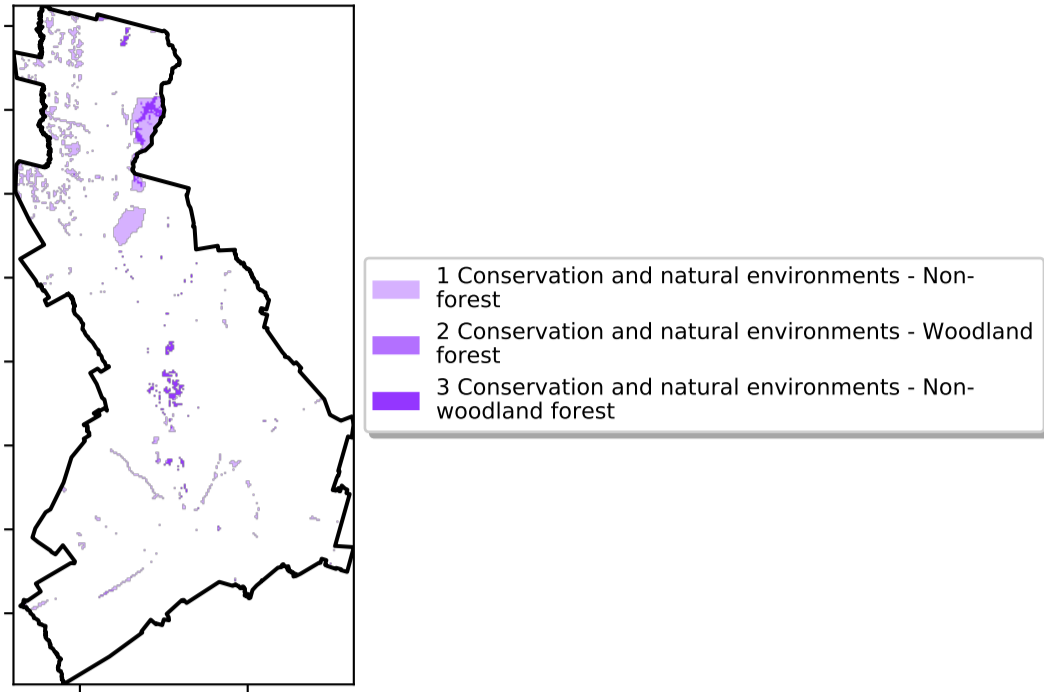 1 Conservation and natural environments - Non-
forest
2 Conservation and natural environments - Woodland
forest
3 Conservation and natural environments - Non-
woodland forest